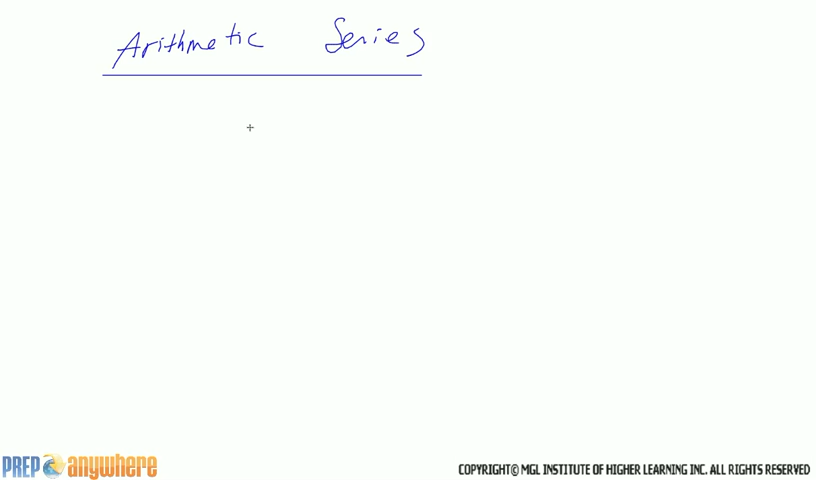 Arithmetic Series
PREP anywhere
COPYRIGHT© MGL INSTITUTE OF HIGHER LEARNING INC. ALL RIGHTS RESERVED